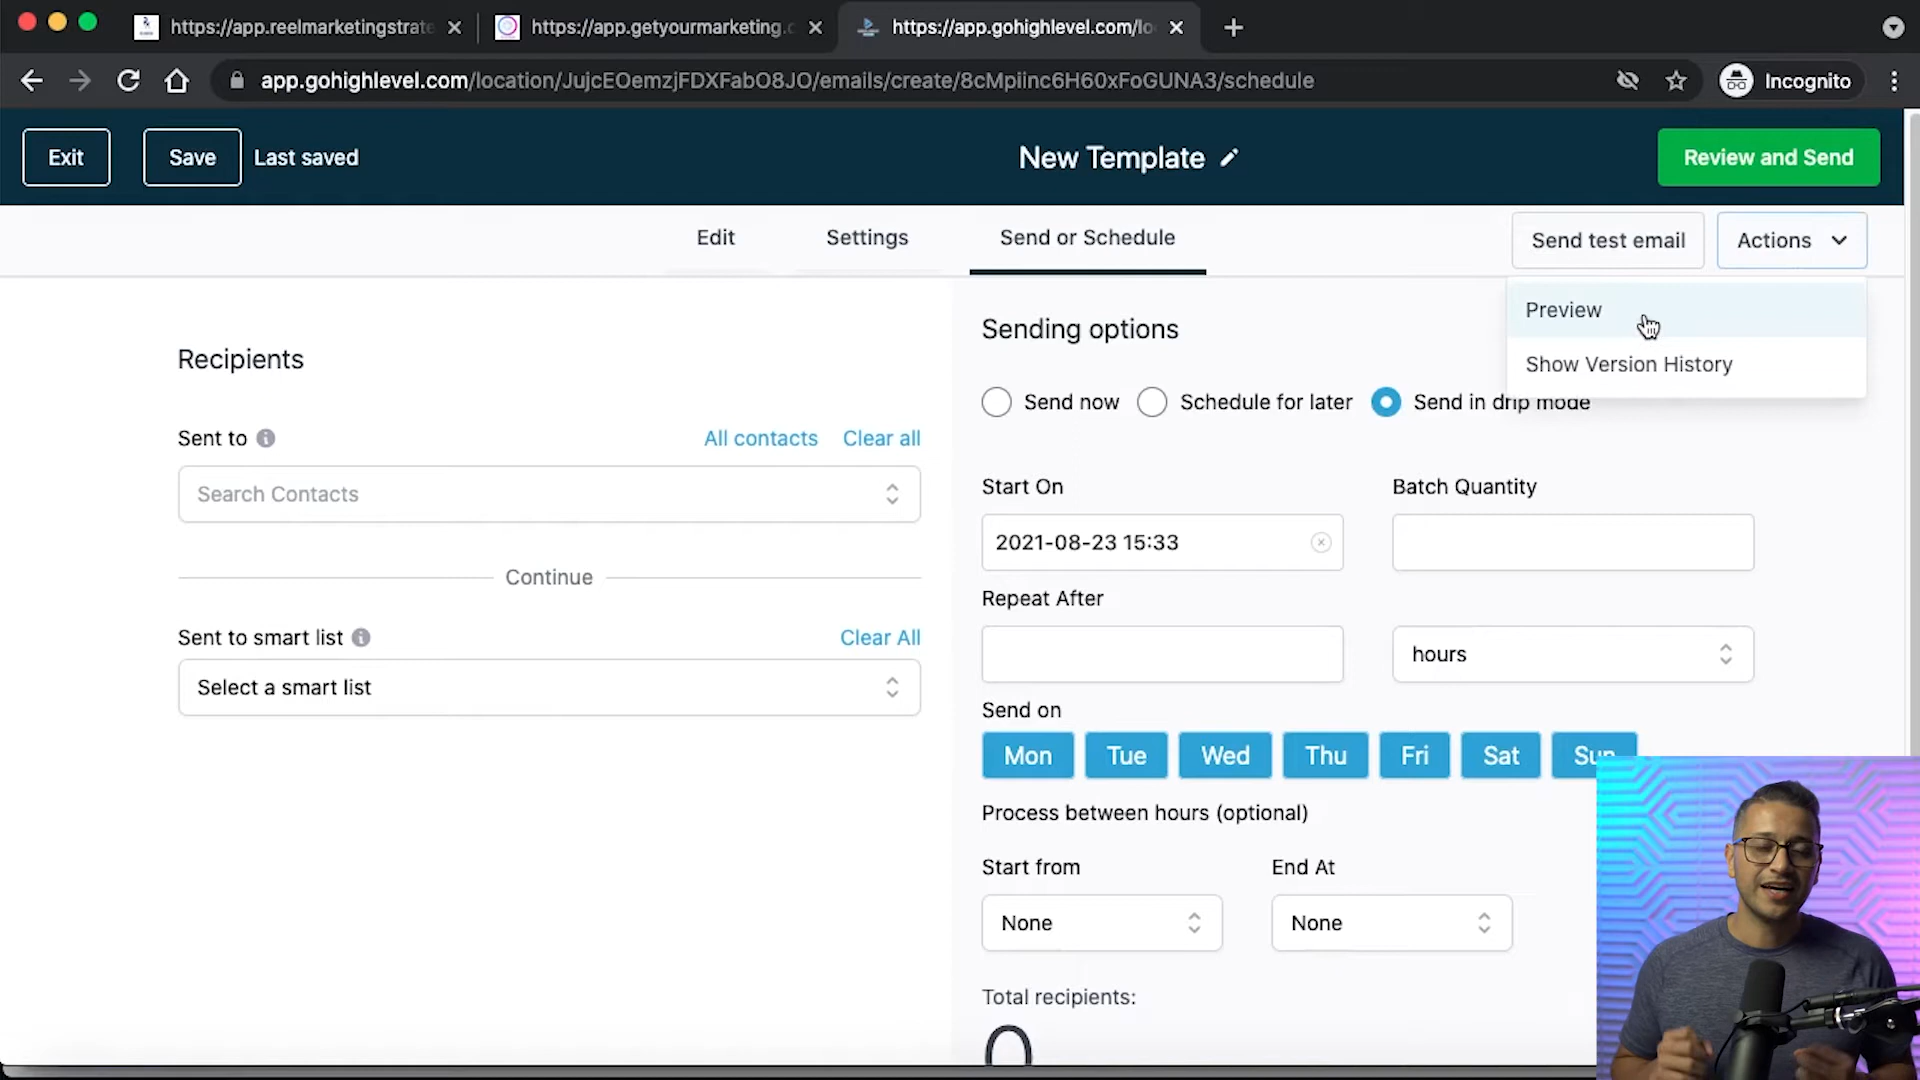 https://app.reelmarketingstrate
https://app.getyourmarketing.c
https://app.gohighlevel.com/lo
app.gohighlevel.com/location/JujcEOemzjFDXFabO8JO/emails/create/8cMpiinc6H60xFoGUNA3/schedule
Incognito
Exit
Save
Last saved
New Template
Review and Send
Edit
Settings
Send or Schedule
Send test email
Actions
Preview
Show Version History
Recipients
Sent to
All contacts
Clear all
Search Contacts
Continue
Sent to smart list
Clear All
Select a smart list
Sending options
Send now
Schedule for later
Send in drip mode
Start On
Batch Quantity
2021-08-23 15:33
Repeat After
hours
Send on
Mon
Tue
Wed
Thu
Fri
Sat
Sun
Process between hours (optional)
Start from
End At
None
None
Total recipients:
0